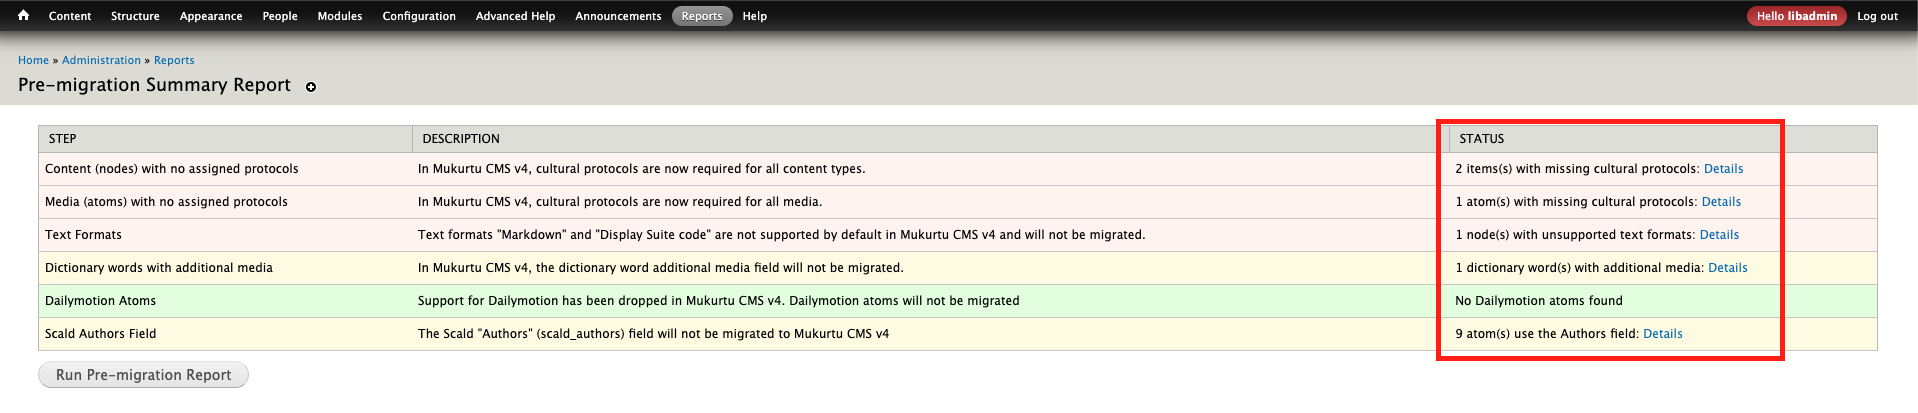 Content Structure Appearance People Modules Configuration Advanced Help Announcements Reports Help Hello libadmin Log out
Home » Administration » Reports
Pre-migration Summary Report
STEP DESCRIPTION STATUS
Content (nodes) with no assigned protocols In Mukurtu CMS v4, cultural protocols are now required for all content types. 2 items(s) with missing cultural protocols: Details
Media (atoms) with no assigned protocols In Mukurtu CMS v4, cultural protocols are now required for all media. 1 atom(s) with missing cultural protocols: Details
Text Formats Text formats "Markdown" and "Display Suite code" are not supported by default in Mukurtu CMS v4 and will not be migrated. 1 node(s) with unsupported text formats: Details
Dictionary words with additional media In Mukurtu CMS v4, the dictionary word additional media field will not be migrated. 1 dictionary word(s) with additional media: Details
Dailymotion Atoms Support for Dailymotion has been dropped in Mukurtu CMS v4. Dailymotion atoms will not be migrated No Dailymotion atoms found
Scald Authors Field The Scald "Authors" (scald_authors) field will not be migrated to Mukurtu CMS v4 9 atom(s) use the Authors field: Details
Run Pre-migration Report